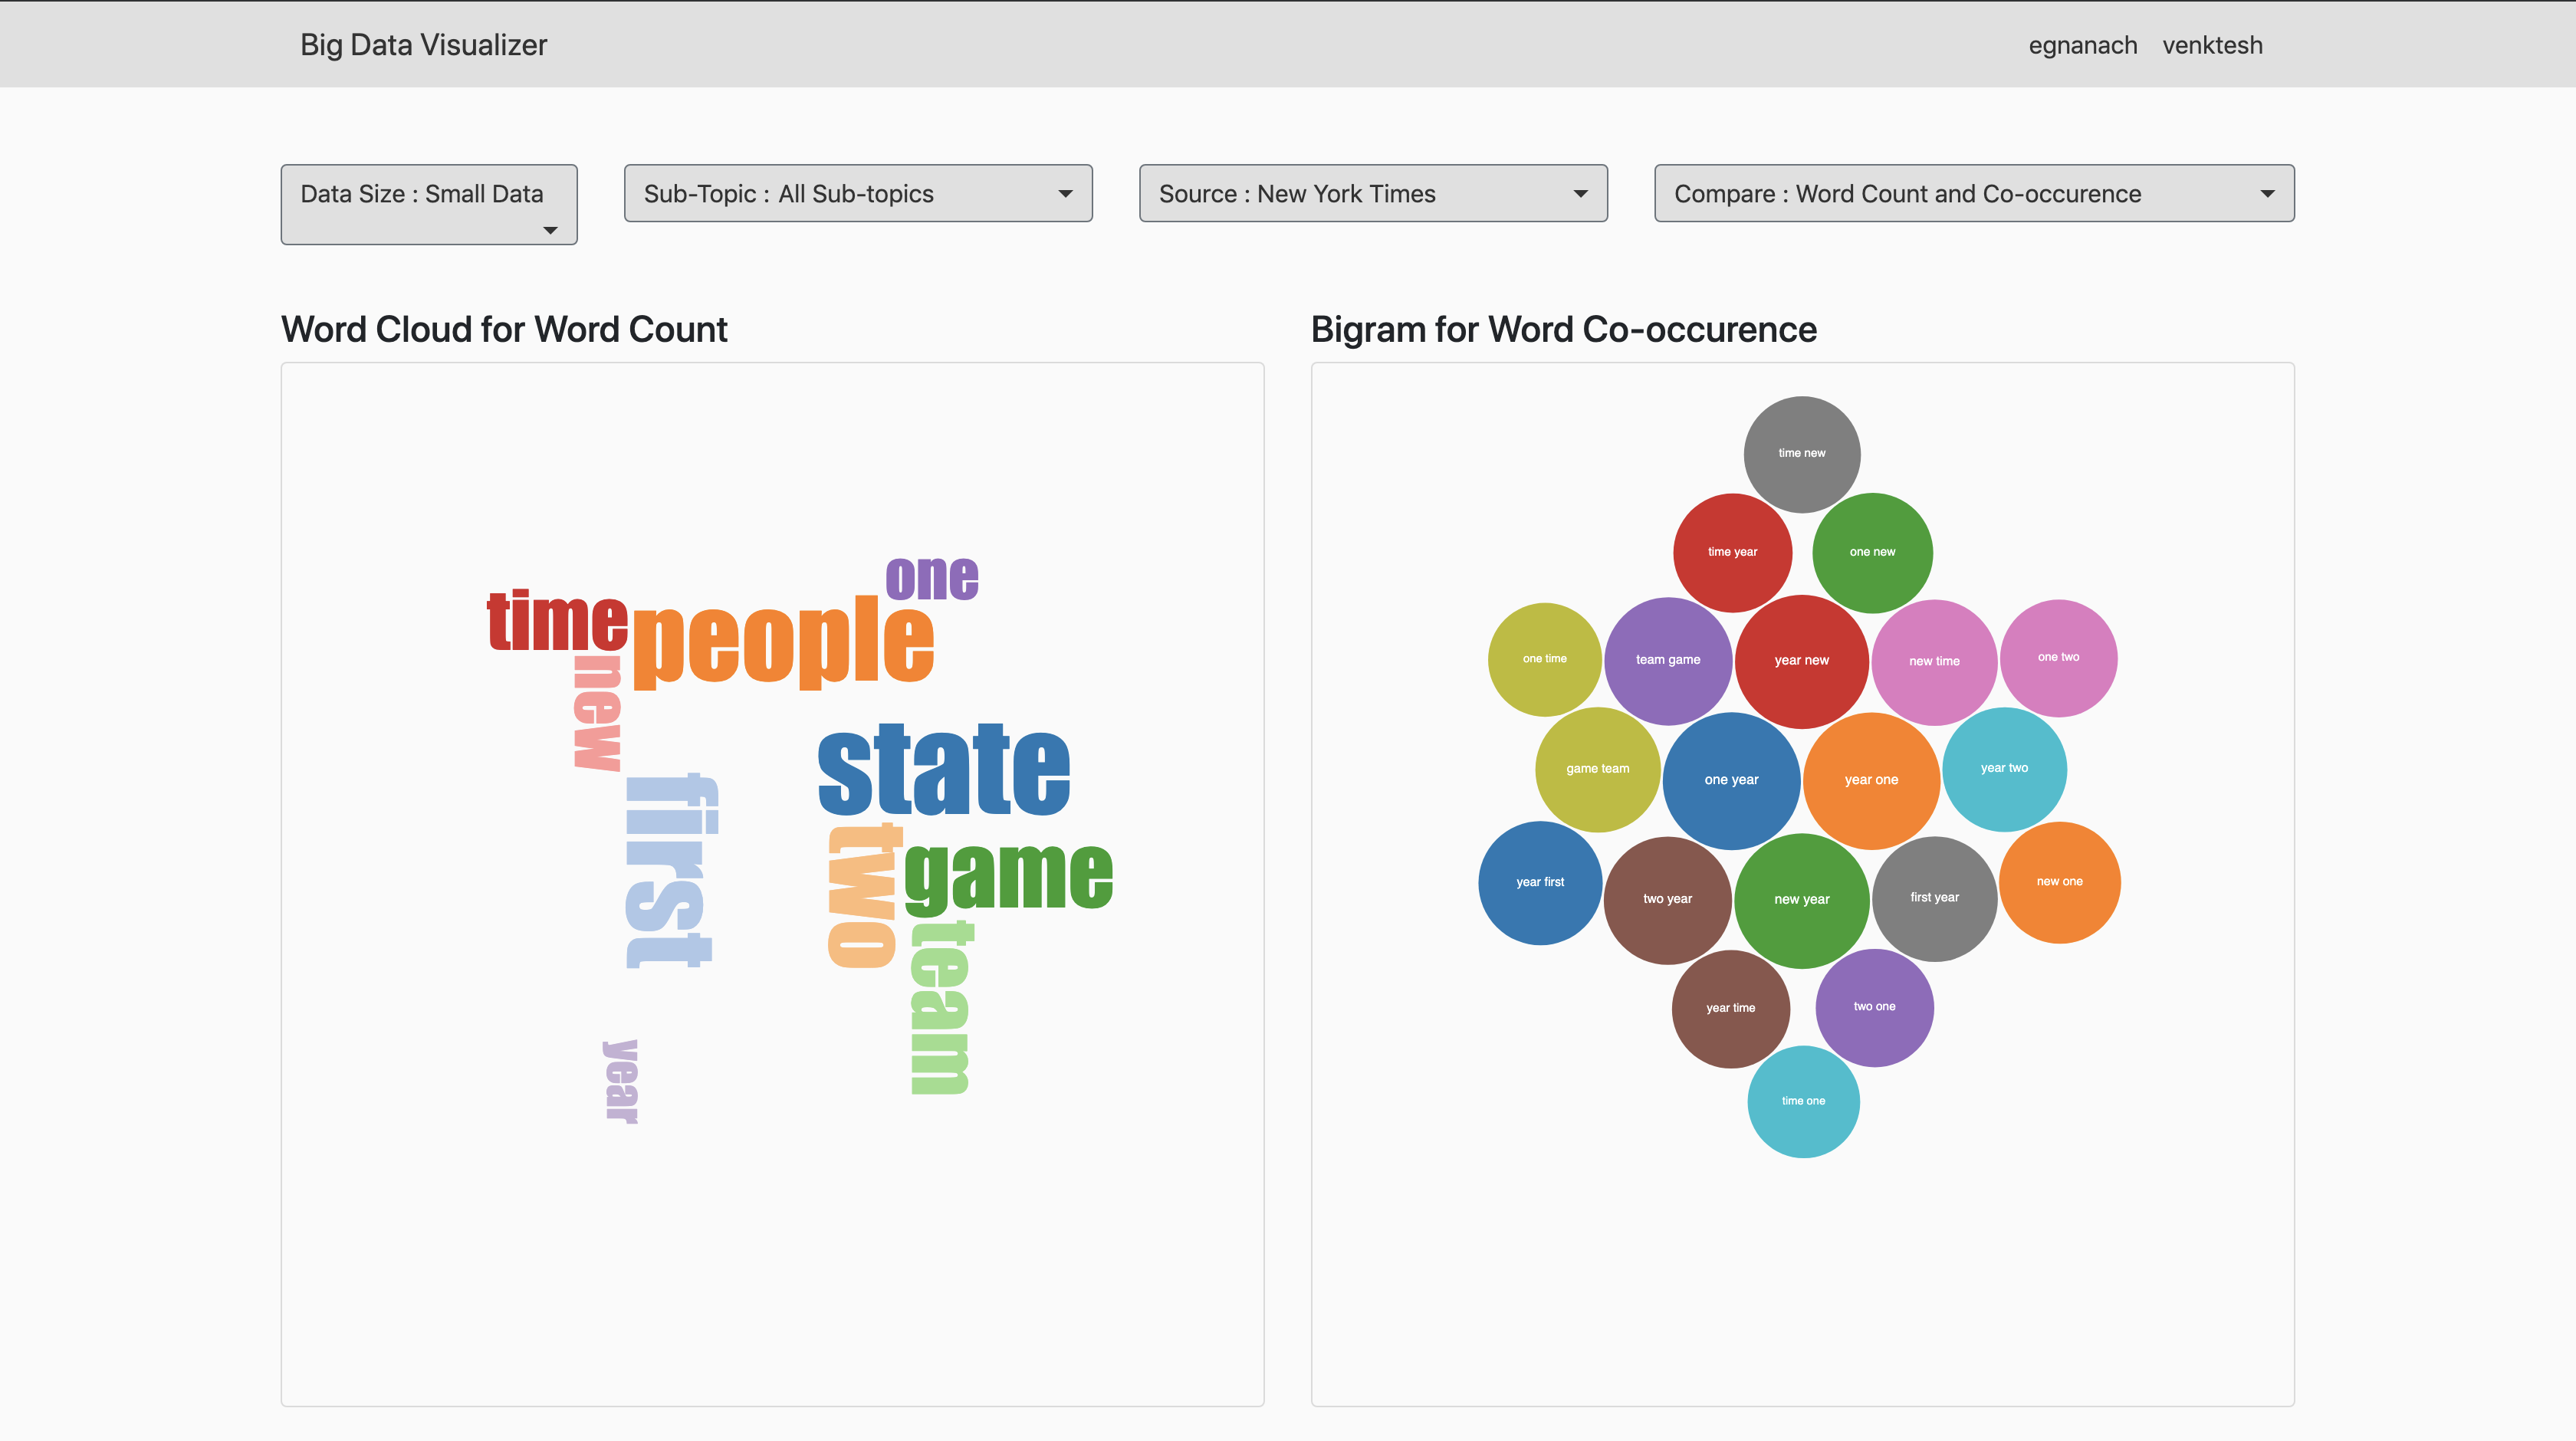 Big Data Visualizer
egnanach venktesh
Data Size : Small Data
Sub-Topic : All Sub-topics
Source : New York Times
Compare : Word Count and Co-occurence
Word Cloud for Word Count
one
time
people
new
state
first
two
game
team
year
Bigram for Word Co-occurence
time new
time year
one new
one time
team game
year new
new time
one two
game team
one year
year one
year two
year first
two year
new year
first year
new one
year time
two one
time one